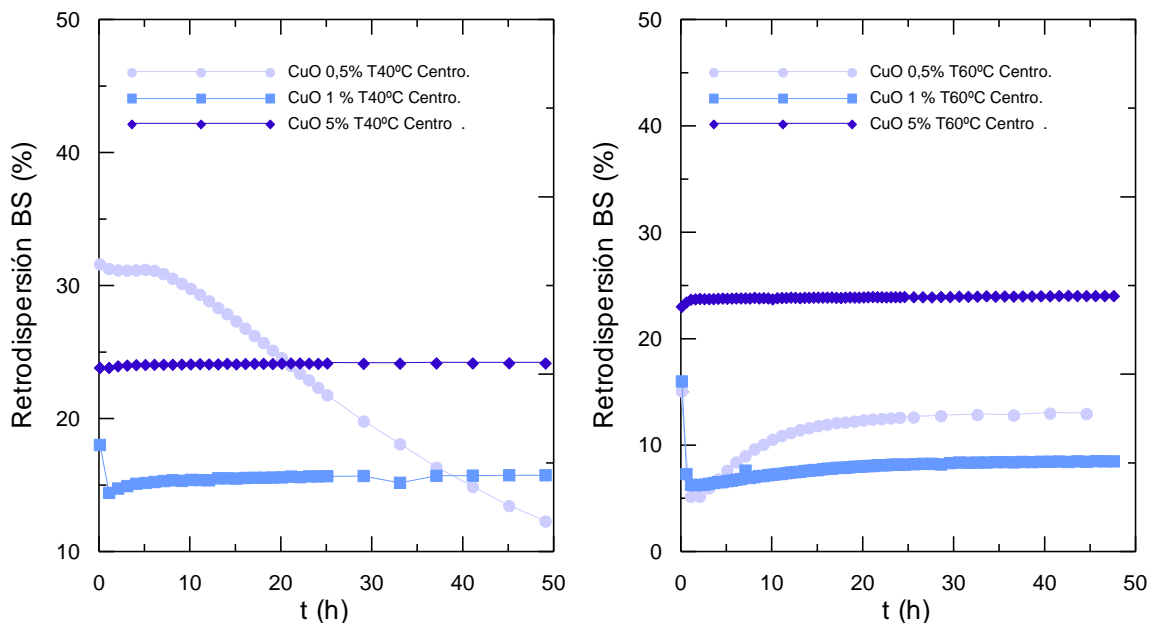 50
40
30
20
10
0
10
20
30
40
50
t (h)
Retrodispersión BS (%)
CuO 0,5% T40ºC Centro.
CuO 1 % T40ºC Centro.
CuO 5% T40ºC Centro .
50
40
30
20
10
0
0
10
20
30
40
50
t (h)
Retrodispersión BS (%)
CuO 0,5% T60ºC Centro.
CuO 1 % T60ºC Centro.
CuO 5% T60ºC Centro .